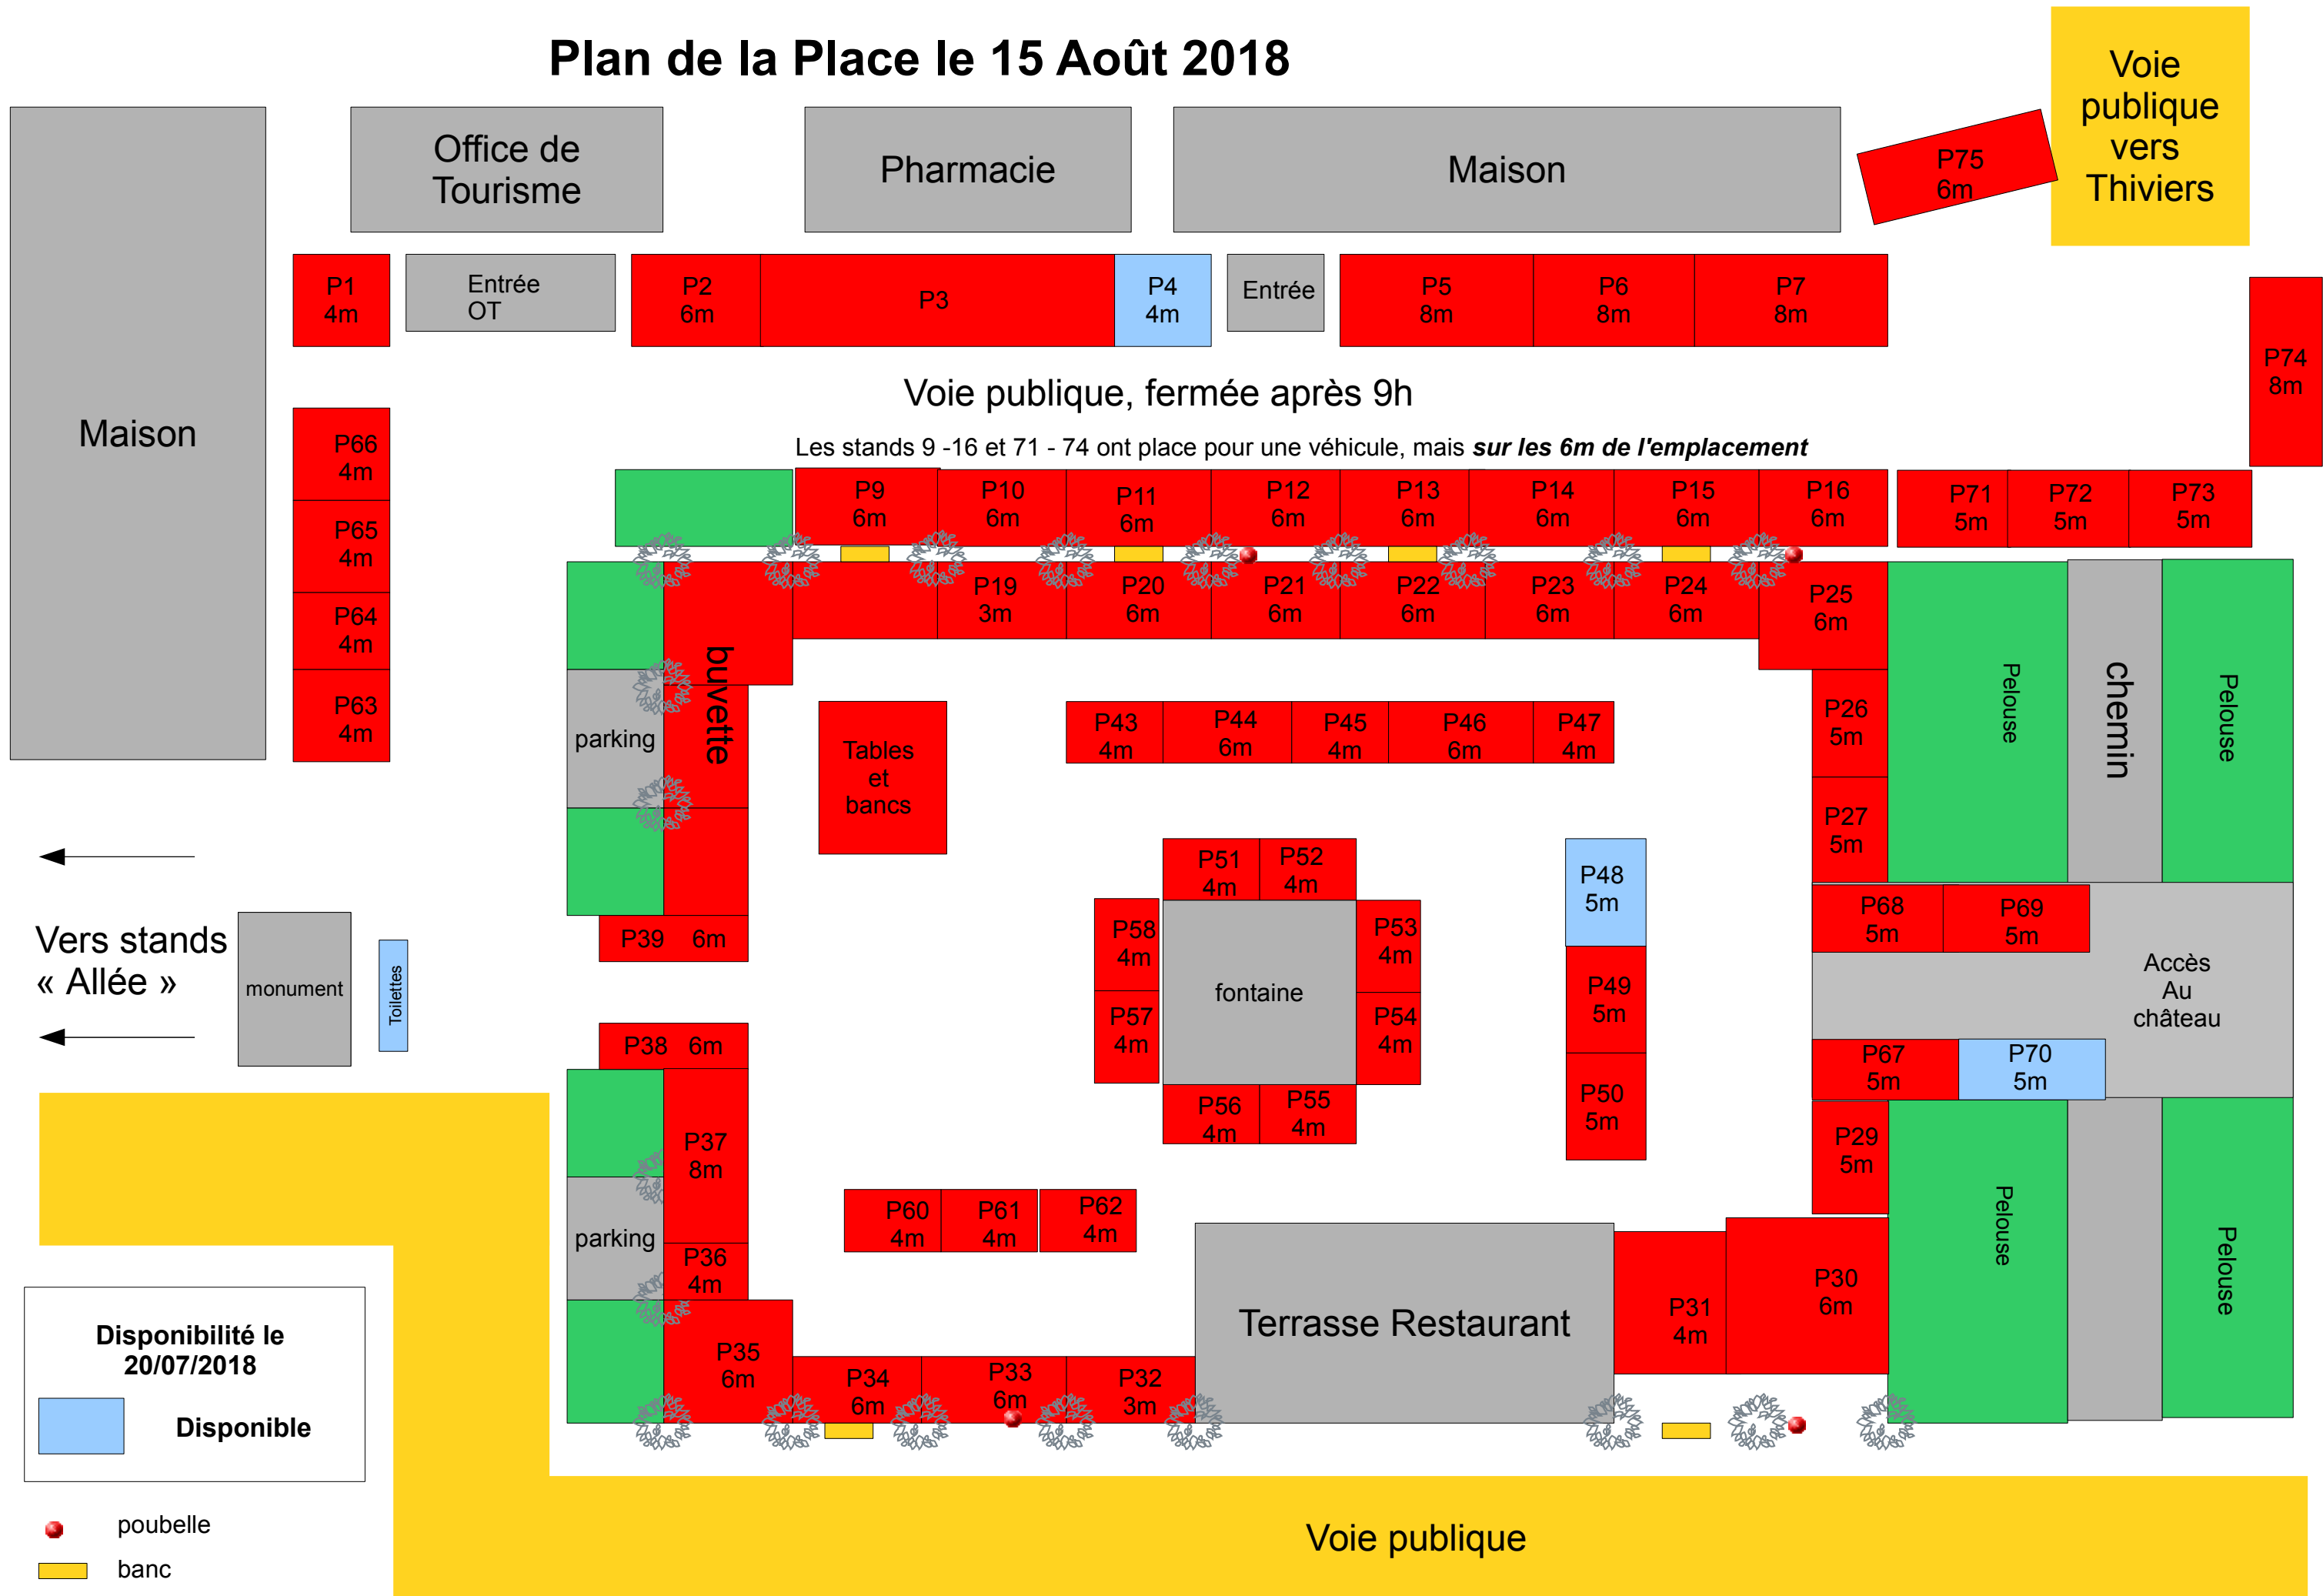 Plan de la Place le 15 Août 2018
Voie
publique
vers
Thiviers
Office de
Tourisme
Pharmacie
Maison
P75
6m
Maison
P1
4m
Entrée
OT
P2
6m
P3
P4
4m
Entrée
P5
8m
P6
8m
P7
8m
P74
8m
Voie publique, fermée après 9h
Les stands 9 -16 et 71 - 74 ont place pour une véhicule, mais sur les 6m de l'emplacement
P66
4m
P65
4m
P64
4m
P63
4m
P9
6m
P10
6m
P11
6m
P12
6m
P13
6m
P14
6m
P15
6m
P16
6m
P71
5m
P72
5m
P73
5m
P19
3m
P20
6m
P21
6m
P22
6m
P23
6m
P24
6m
P25
6m
buvette
parking
Tables
et
bancs
P43
4m
P44
6m
P45
4m
P46
6m
P47
4m
P26
5m
P27
5m
Pelouse
chemin
Pelouse
P51
4m
P52
4m
P58
4m
P57
4m
fontaine
P53
4m
P54
4m
P56
4m
P55
4m
P48
5m
P49
5m
P50
5m
P68
5m
P69
5m
Accès
Au
château
P67
5m
P70
5m
P29
5m
Vers stands
« Allée »
monument
Toilettes
P39 6m
P38 6m
P37
8m
parking
P36
4m
P35
6m
P60
4m
P61
4m
P62
4m
P34
6m
P33
6m
P32
3m
Terrasse Restaurant
P31
4m
P30
6m
Pelouse
Pelouse
Disponibilité le
20/07/2018
Disponible
poubelle
banc
Voie publique